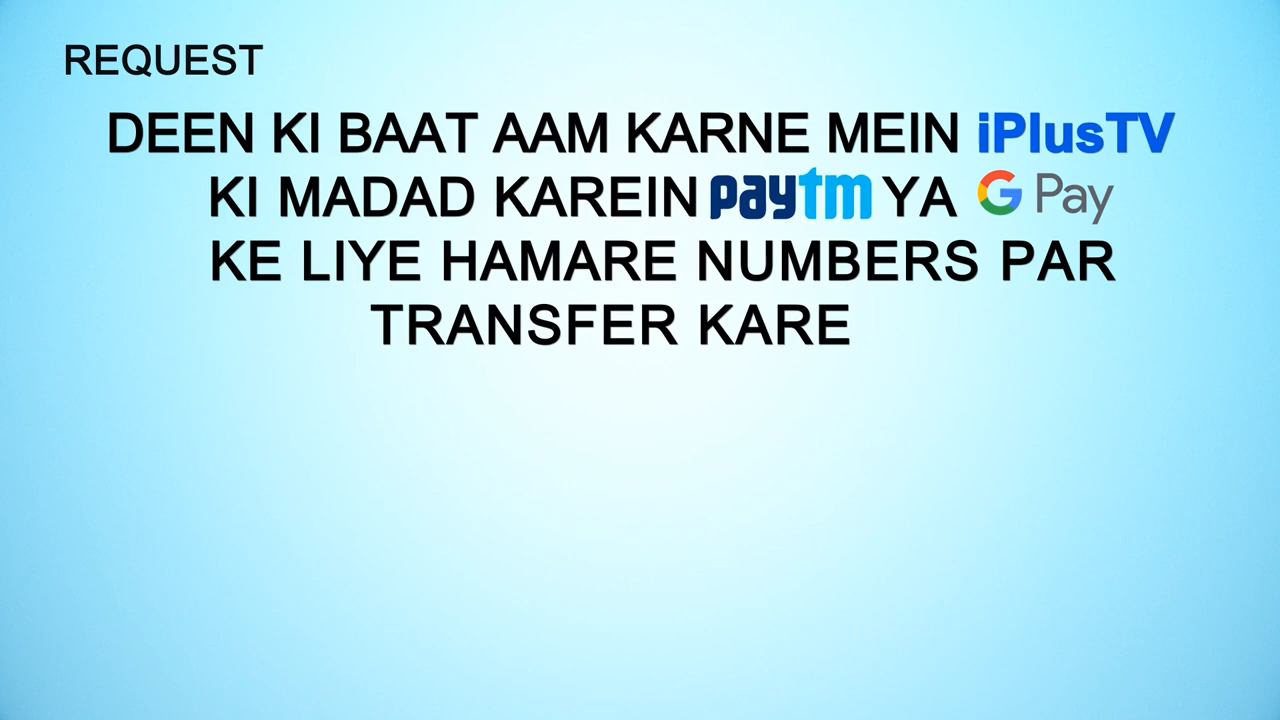 REQUEST
DEEN KI BAAT AAM KARNE MEIN iPlusTV
KI MADAD KAREIN paytm YA G Pay
KE LIYE HAMARE NUMBERS PAR
TRANSFER KARE